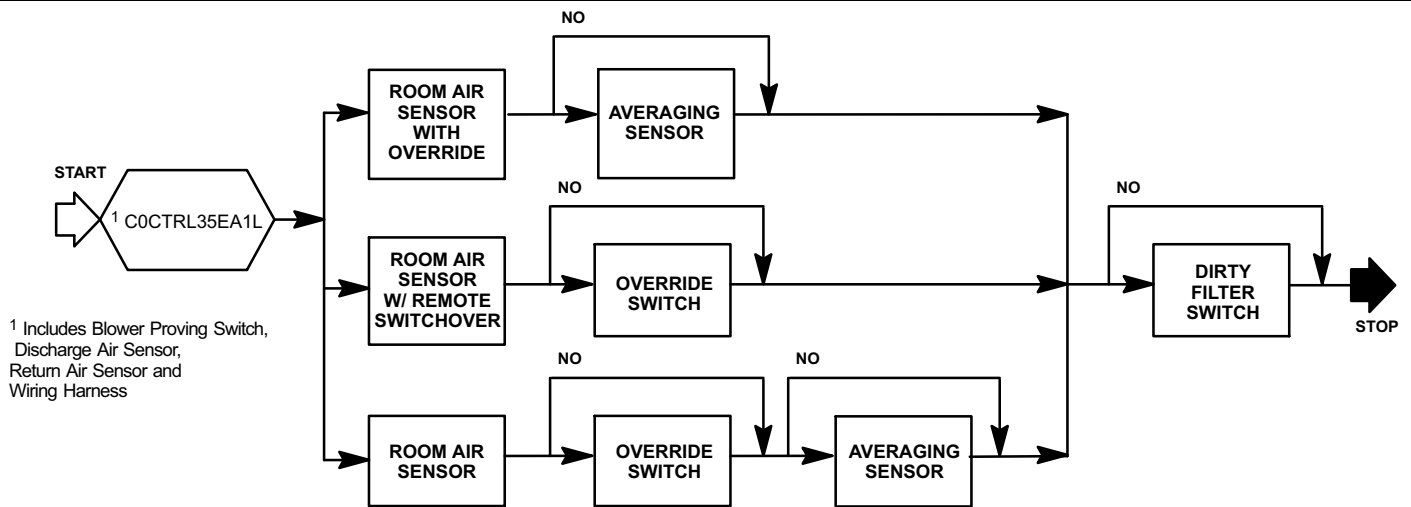 NO
ROOM AIR
SENSOR
WITH
OVERRIDE
AVERAGING
SENSOR
START
1 C0CTRL35EA1L
NO
ROOM AIR
SENSOR
W/ REMOTE
SWITCHOVER
OVERRIDE
SWITCH
NO
DIRTY
FILTER
SWITCH
STOP
1 Includes Blower Proving Switch,
Discharge Air Sensor,
Return Air Sensor and
Wiring Harness
NO
NO
ROOM AIR
SENSOR
OVERRIDE
SWITCH
AVERAGING
SENSOR